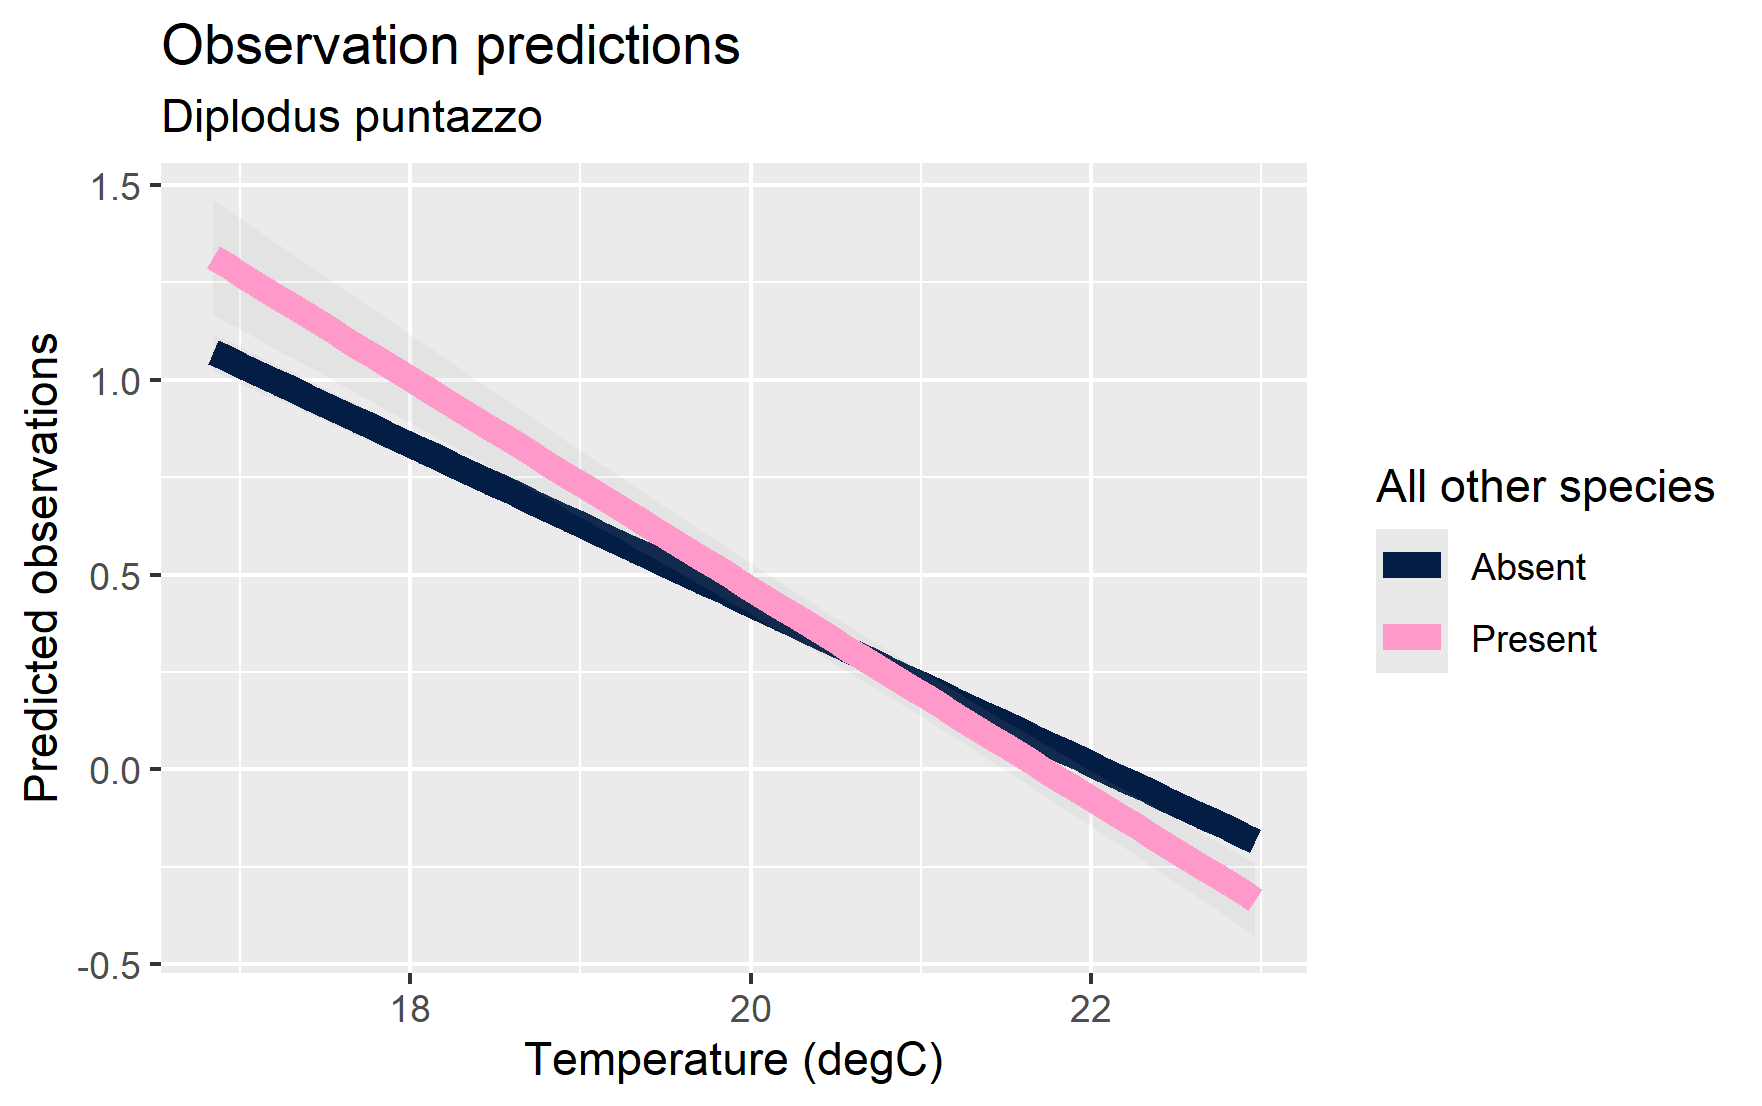 Observation predictions
Diplodus puntazzo
Predicted observations
1.5
1.0
0.5
0.0
-0.5
18
20
22
Temperature (degC)
All other species
Absent
Present